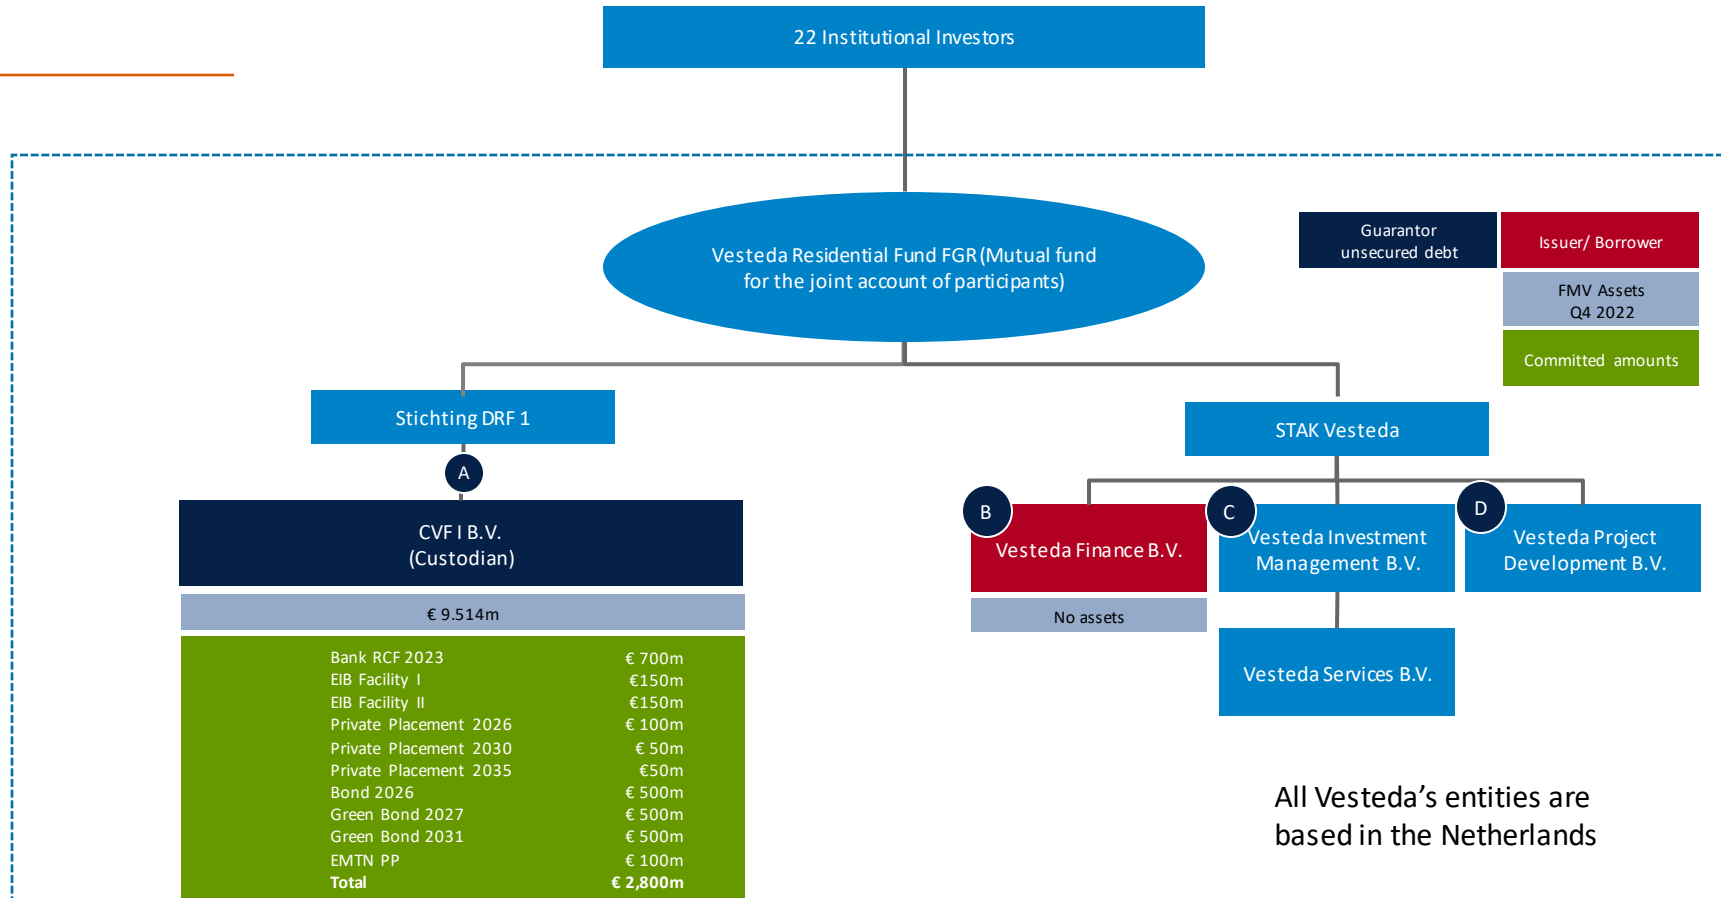 22 Institutional Investors
Vesteda Residential Fund FGR (Mutual fund
for the joint account of participants)
Guarantor
unsecured debt
Issuer/ Borrower
FMV Assets
Q4 2022
Committed amounts
Stichting DRF 1
STAK Vesteda
A
CVF I B.V.
(Custodian)
B
Vesteda Finance B.V.
C
Vesteda Investment
Management B.V.
D
Vesteda Project
Development B.V.
€ 9.514m
No assets
Vesteda Services B.V.
Bank RCF 2023 € 700m
EIB Facility I €150m
EIB Facility II €150m
Private Placement 2026 € 100m
Private Placement 2030 € 50m
Private Placement 2035 €50m
Bond 2026 € 500m
Green Bond 2027 € 500m
Green Bond 2031 € 500m
EMTN PP € 100m
Total € 2,800m
All Vesteda's entities are
based in the Netherlands